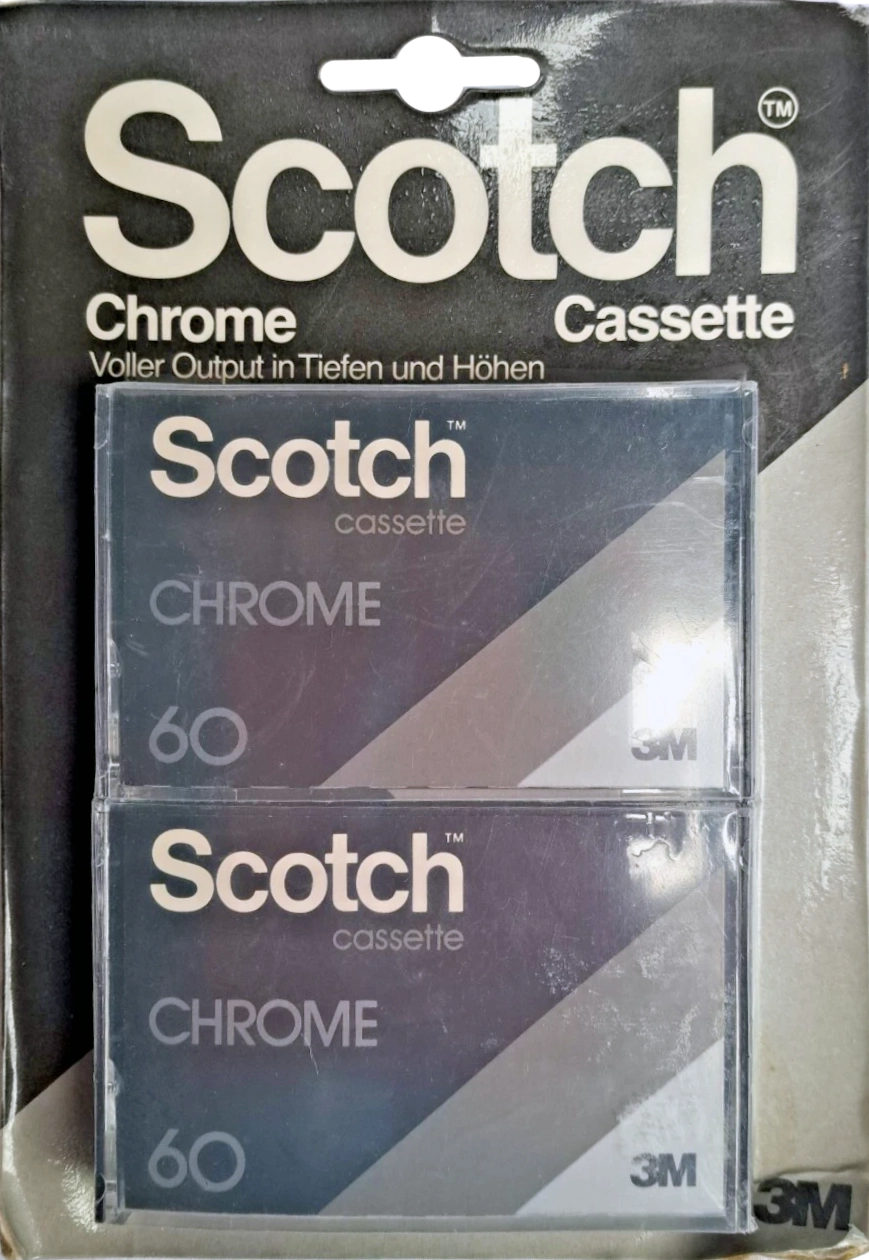 Scotch™
Chrome Cassette
Voller Output in Tiefen und Höhen
Scotch™
cassette
CHROME
60
3M
Scotch™
cassette
CHROME
60
3M
3M